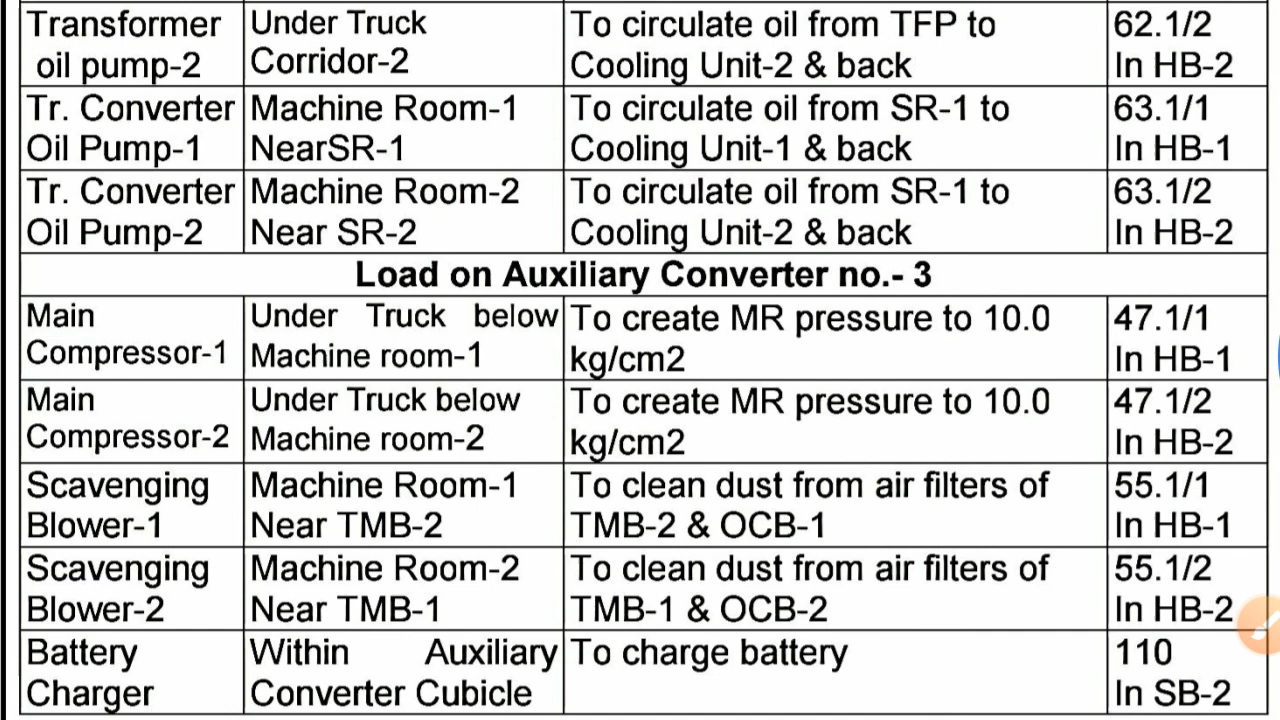 Transformer oil pump-2 | Under Truck Corridor-2 | To circulate oil from TFP to Cooling Unit-2 & back | 62.1/2 In HB-2
Tr. Converter Oil Pump-1 | Machine Room-1 NearSR-1 | To circulate oil from SR-1 to Cooling Unit-1 & back | 63.1/1 In HB-1
Tr. Converter Oil Pump-2 | Machine Room-2 Near SR-2 | To circulate oil from SR-1 to Cooling Unit-2 & back | 63.1/2 In HB-2
Load on Auxiliary Converter no.- 3
Main Compressor-1 | Under Truck below Machine room-1 | To create MR pressure to 10.0 kg/cm2 | 47.1/1 In HB-1
Main Compressor-2 | Under Truck below Machine room-2 | To create MR pressure to 10.0 kg/cm2 | 47.1/2 In HB-2
Scavenging Blower-1 | Machine Room-1 Near TMB-2 | To clean dust from air filters of TMB-2 & OCB-1 | 55.1/1 In HB-1
Scavenging Blower-2 | Machine Room-2 Near TMB-1 | To clean dust from air filters of TMB-1 & OCB-2 | 55.1/2 In HB-2
Battery Charger | Within Auxiliary Converter Cubicle | To charge battery | 110 In SB-2